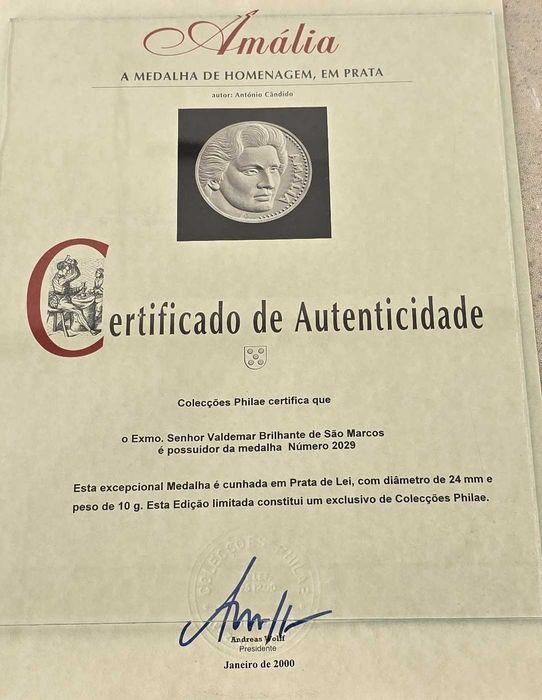 Amália
A MEDALHA DE HOMENAGEM, EM PRATA
autor: António Cândido
AMÁLIA
Certificado de Autenticidade
Colecções Philae certifica que
o Exmo. Senhor Valdemar Brilhante de São Marcos
é possuidor da medalha Número 2029
Esta excepcional Medalha é cunhada em Prata de Lei, com diâmetro de 24 mm e
peso de 10 g. Esta Edição limitada constitui um exclusivo de Colecções Philae.
COLECÇÕES PHILAE
Andreas Wolff
Presidente
Janeiro de 2000